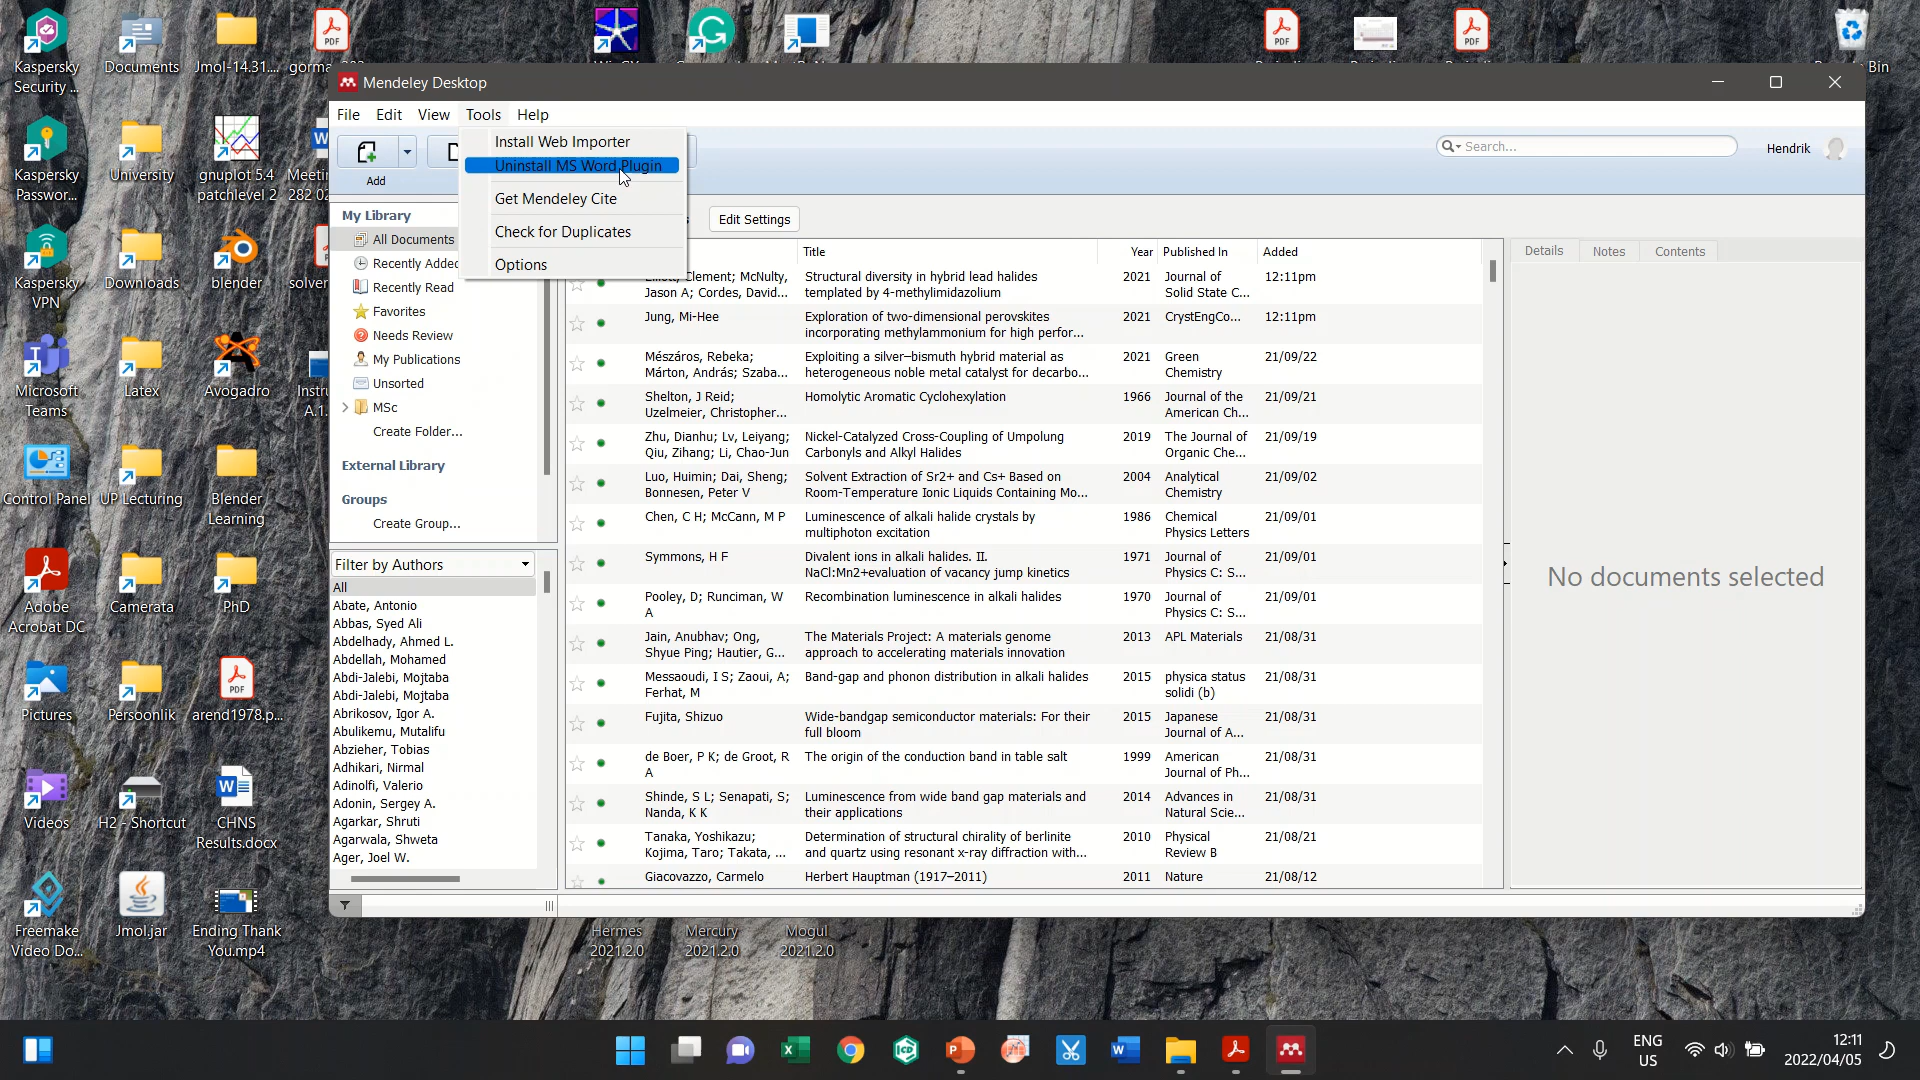 Kaspersky
Security ...
Documents
Jmol-14.31....
Bin
Mendeley Desktop
File Edit View Tools Help
Install Web Importer
Uninstall MS Word Plugin
Get Mendeley Cite
Check for Duplicates
Options
Add
Search...
Hendrik
Edit Settings
My Library
All Documents
Recently Added
Recently Read
Favorites
Needs Review
My Publications
Unsorted
MSc
Create Folder...
External Library
Groups
Create Group...
Filter by Authors
All
Abate, Antonio
Abbas, Syed Ali
Abdelhady, Ahmed L.
Abdellah, Mohamed
Abdi-Jalebi, Mojtaba
Abdi-Jalebi, Mojtaba
Abrikosov, Igor A.
Abulikemu, Mutalifu
Abzieher, Tobias
Adhikari, Nirmal
Adinolfi, Valerio
Adonin, Sergey A.
Agarkar, Shruti
Agarwala, Shweta
Ager, Joel W.
Title Year Published In Added
Clement; McNulty,
Jason A; Cordes, David...
Structural diversity in hybrid lead halides
templated by 4-methylimidazolium
2021
Journal of
Solid State C...
12:11pm
Jung, Mi-Hee
Exploration of two-dimensional perovskites
incorporating methylammonium for high perfor...
2021
CrystEngCo...
12:11pm
Mészáros, Rebeka;
Márton, András; Szaba...
Exploiting a silver–bismuth hybrid material as
heterogeneous noble metal catalyst for decarbo...
2021
Green
Chemistry
21/09/22
Shelton, J Reid;
Uzelmeier, Christopher...
Homolytic Aromatic Cyclohexylation
1966
Journal of the
American Ch...
21/09/21
Zhu, Dianhu; Lv, Leiyang;
Qiu, Zihang; Li, Chao-Jun
Nickel-Catalyzed Cross-Coupling of Umpolung
Carbonyls and Alkyl Halides
2019
The Journal of
Organic Che...
21/09/19
Luo, Huimin; Dai, Sheng;
Bonnesen, Peter V
Solvent Extraction of Sr2+ and Cs+ Based on
Room-Temperature Ionic Liquids Containing Mo...
2004
Analytical
Chemistry
21/09/02
Chen, C H; McCann, M P
Luminescence of alkali halide crystals by
multiphoton excitation
1986
Chemical
Physics Letters
21/09/01
Symmons, H F
Divalent ions in alkali halides. II.
NaCl:Mn2+evaluation of vacancy jump kinetics
1971
Journal of
Physics C: S...
21/09/01
Pooley, D; Runciman, W
A
Recombination luminescence in alkali halides
1970
Journal of
Physics C: S...
21/09/01
Jain, Anubhav; Ong,
Shyue Ping; Hautier, G...
The Materials Project: A materials genome
approach to accelerating materials innovation
2013
APL Materials
21/08/31
Messaoudi, I S; Zaoui, A;
Ferhat, M
Band-gap and phonon distribution in alkali halides
2015
physica status
solidi (b)
21/08/31
Fujita, Shizuo
Wide-bandgap semiconductor materials: For their
full bloom
2015
Japanese
Journal of A...
21/08/31
de Boer, P K; de Groot, R
A
The origin of the conduction band in table salt
1999
American
Journal of Ph...
21/08/31
Shinde, S L; Senapati, S;
Nanda, K K
Luminescence from wide band gap materials and
their applications
2014
Advances in
Natural Scie...
21/08/31
Tanaka, Yoshikazu;
Kojima, Taro; Takata, ...
Determination of structural chirality of berlinite
and quartz using resonant x-ray diffraction with...
2010
Physical
Review B
21/08/21
Giacovazzo, Carmelo
Herbert Hauptman (1917–2011)
2011
Nature
21/08/12
Details Notes Contents
No documents selected
Kaspersky
Passwor...
University
gnuplot 5.4
patchlevel 2
Kaspersky
VPN
Downloads
blender
Microsoft
Teams
Latex
Avogadro
Control Panel
UP Lecturing
Blender
Learning
Adobe
Acrobat DC
Camerata
PhD
Pictures
Persoonlik
PDF
arend1978.p...
Videos
H2 - Shortcut
CHNS
Results.docx
Freemake
Video Do...
Jmol.jar
Ending Thank
You.mp4
Hermes
2021.2.0
Mercury
2021.2.0
Mogul
2021.2.0
PDF
PDF
PDF
ENG
US
12:11
2022/04/05